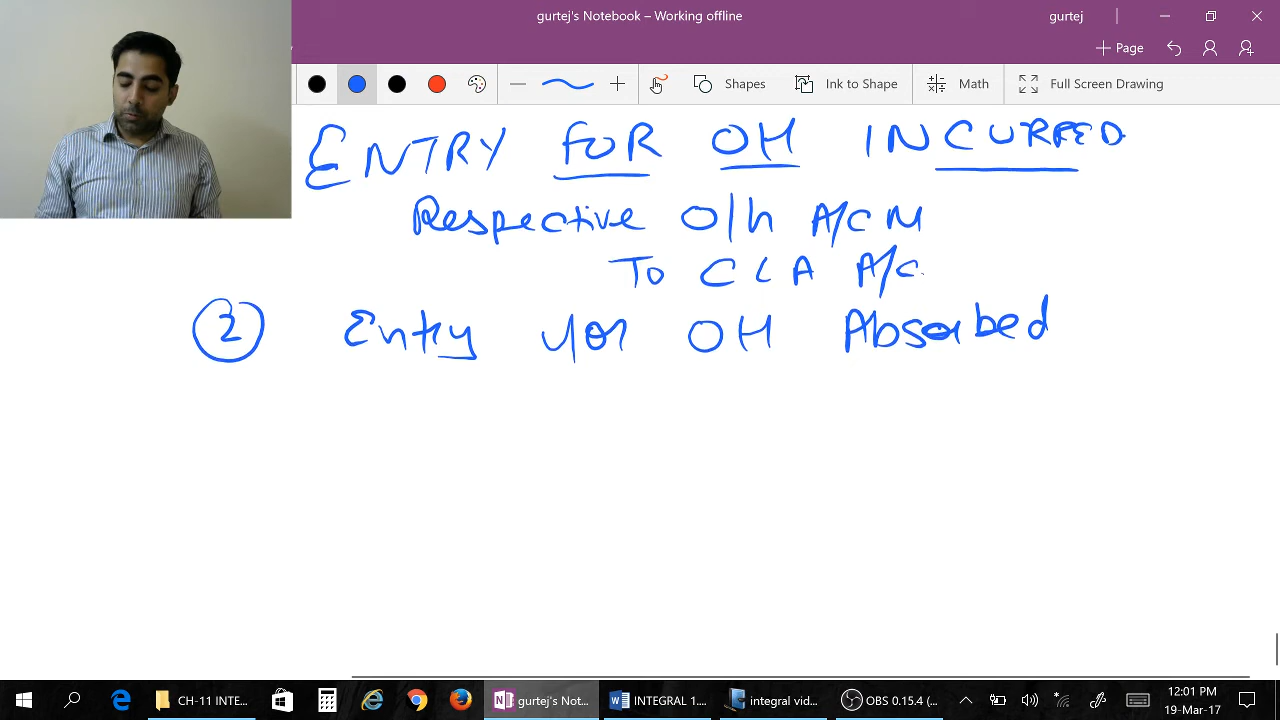 gurtej's Notebook – Working offline
gurtej
Page
Shapes
Ink to Shape
Math
Full Screen Drawing
ENTRY FOR OH INCURRED
Respective O/h A/C
To CLA A/c
2 Entry for OH Absorbed
CH-11 INTE...
gurtej's Not...
INTEGRAL 1....
integral vid...
OBS 0.15.4 (...
12:01 PM
19-Mar-17